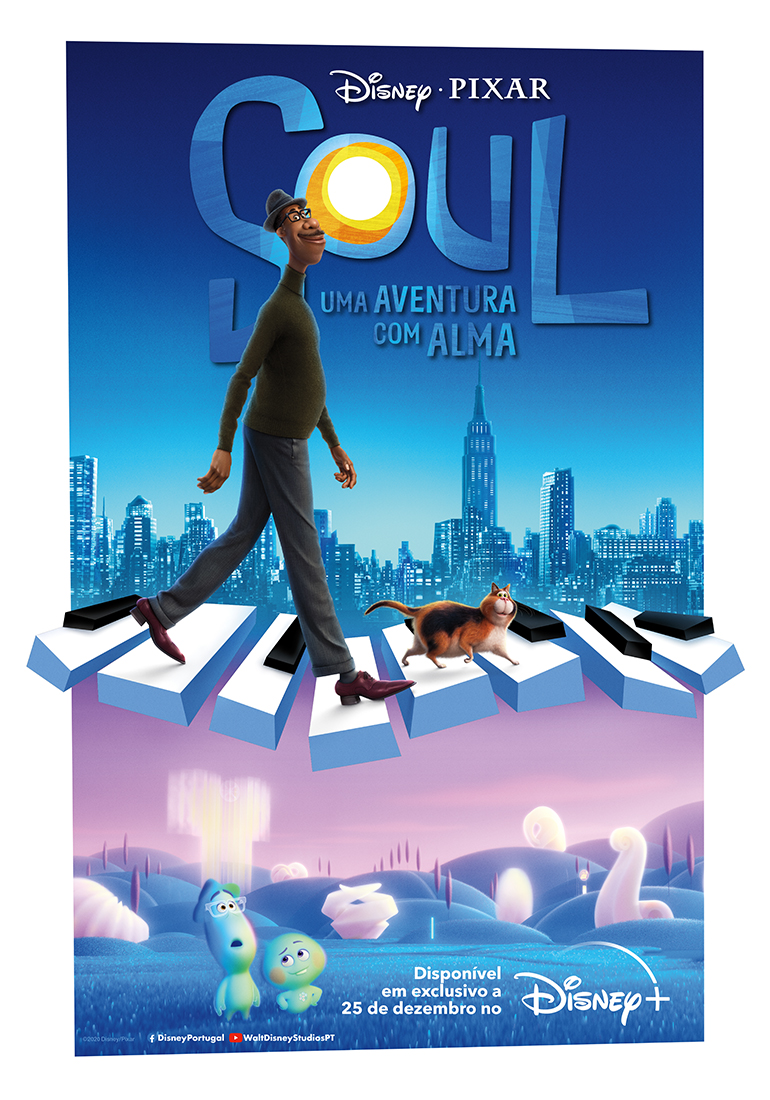 Disney · PIXAR
SOUL
UMA AVENTURA
COM ALMA
Disponível
em exclusivo a
25 de dezembro no
Disney+
©2020 Disney/Pixar
DisneyPortugal WaltDisneyStudiosPT